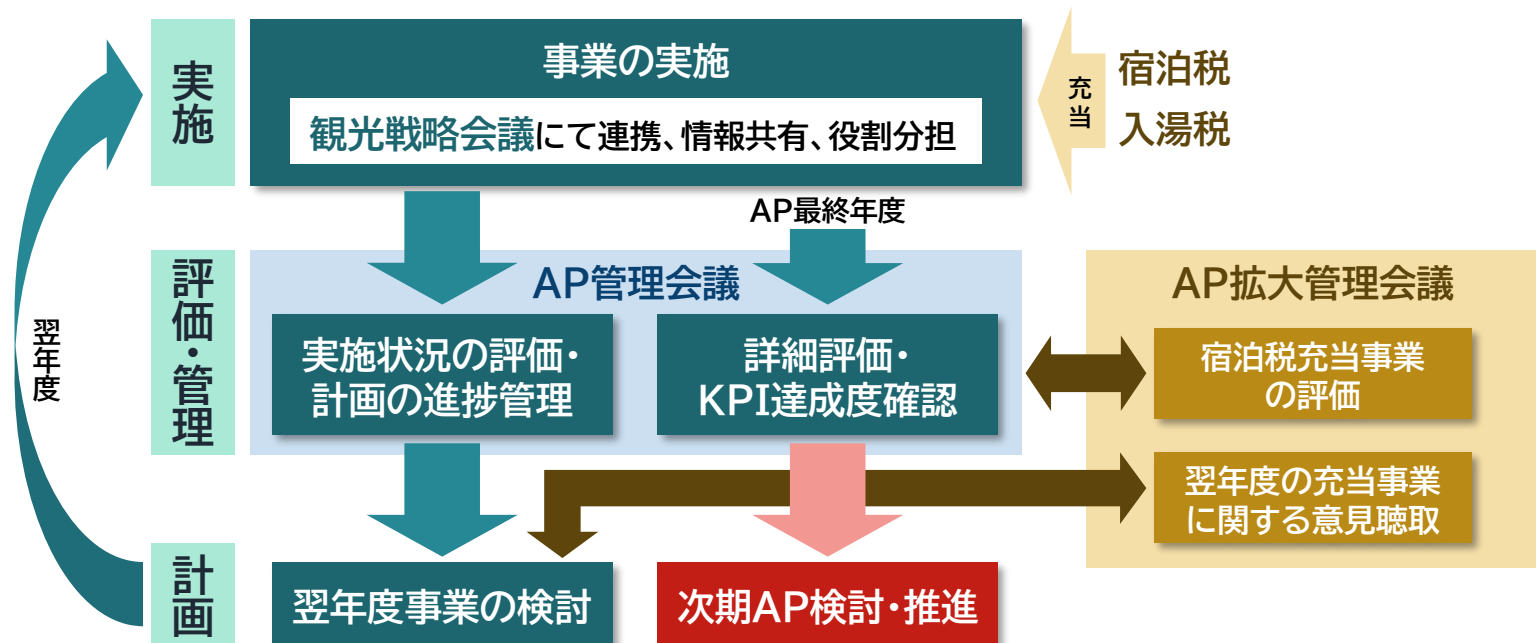 実施
事業の実施
観光戦略会議にて連携、情報共有、役割分担
充当
宿泊税
入湯税
AP最終年度
評価・管理
AP管理会議
実施状況の評価・
計画の進捗管理
詳細評価・
KPI達成度確認
AP拡大管理会議
宿泊税充当事業
の評価
翌年度の充当事業
に関する意見聴取
翌年度
計画
翌年度事業の検討
次期AP検討・推進